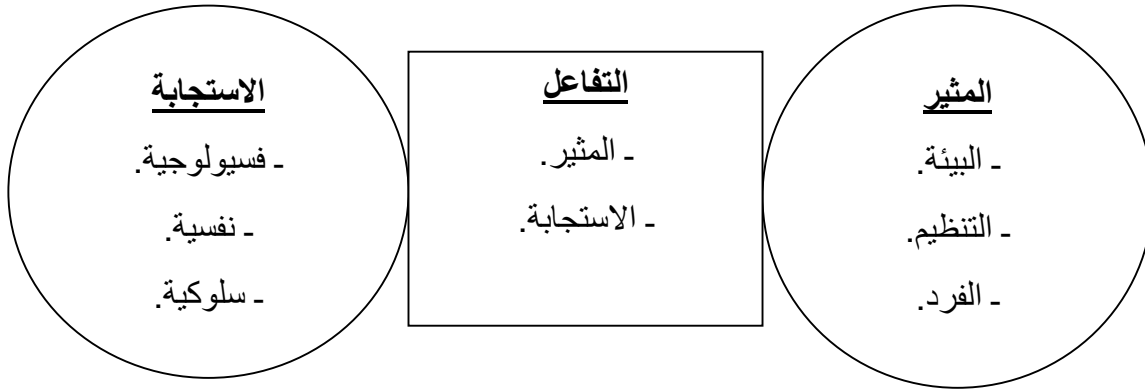 المثير
ـ البيئة.
ـ التنظيم.
ـ الفرد.
التفاعل
ـ المثير.
ـ الاستجابة.
الاستجابة
ـ فسيولوجية.
ـ نفسية.
ـ سلوكية.